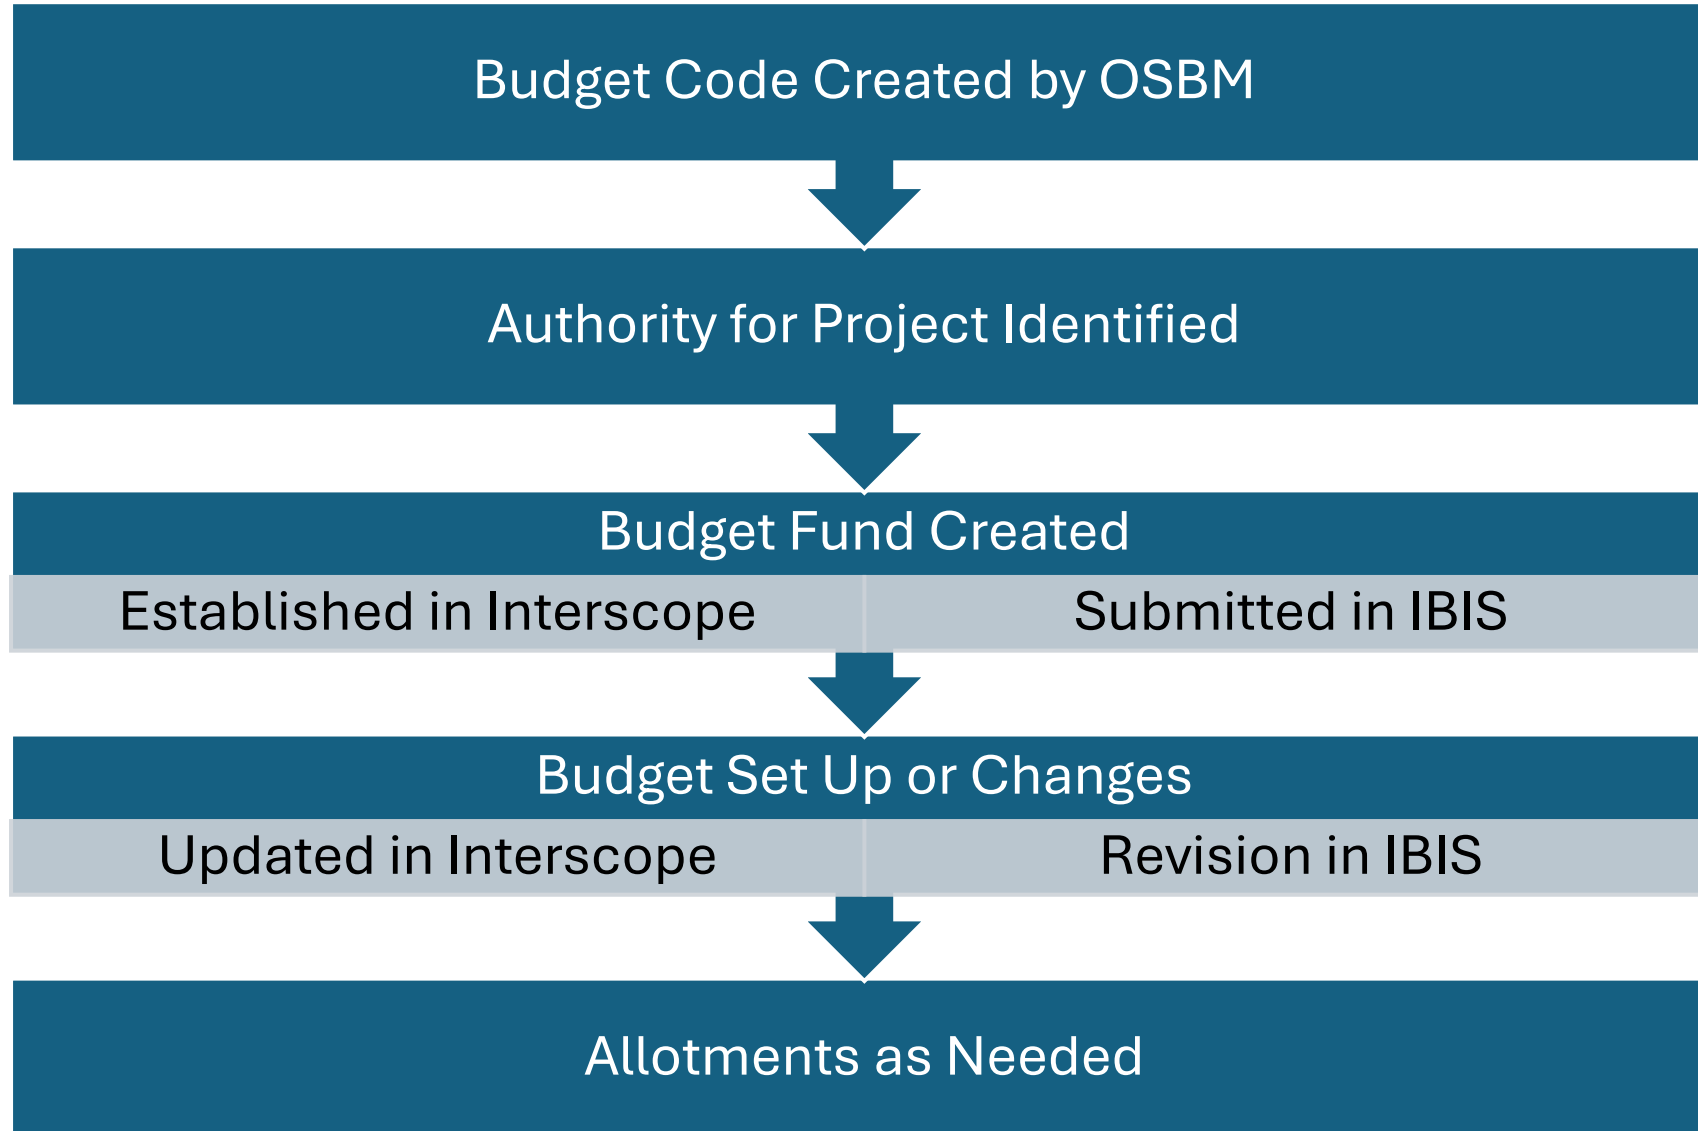 Budget Code Created by OSBM
Authority for Project Identified
Budget Fund Created
Established in Interscope
Submitted in IBIS
Budget Set Up or Changes
Updated in Interscope
Revision in IBIS
Allotments as Needed